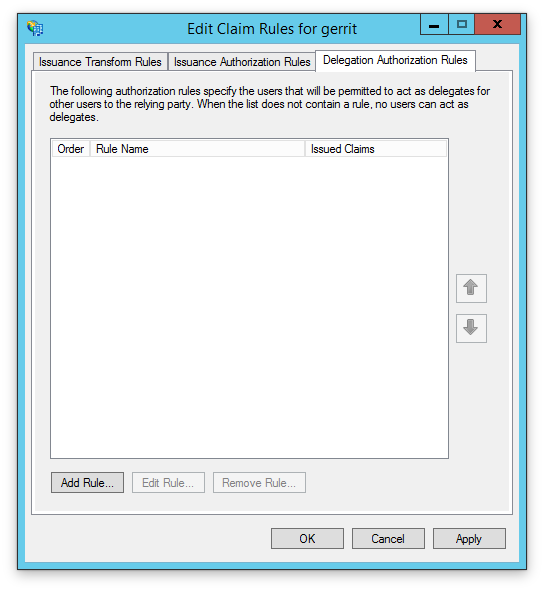 Edit Claim Rules for gerrit
Issuance Transform Rules Issuance Authorization Rules Delegation Authorization Rules
The following authorization rules specify the users that will be permitted to act as delegates for
other users to the relying party. When the list does not contain a rule, no users can act as
delegates.
Order Rule Name Issued Claims
Add Rule... Edit Rule... Remove Rule...
OK Cancel Apply